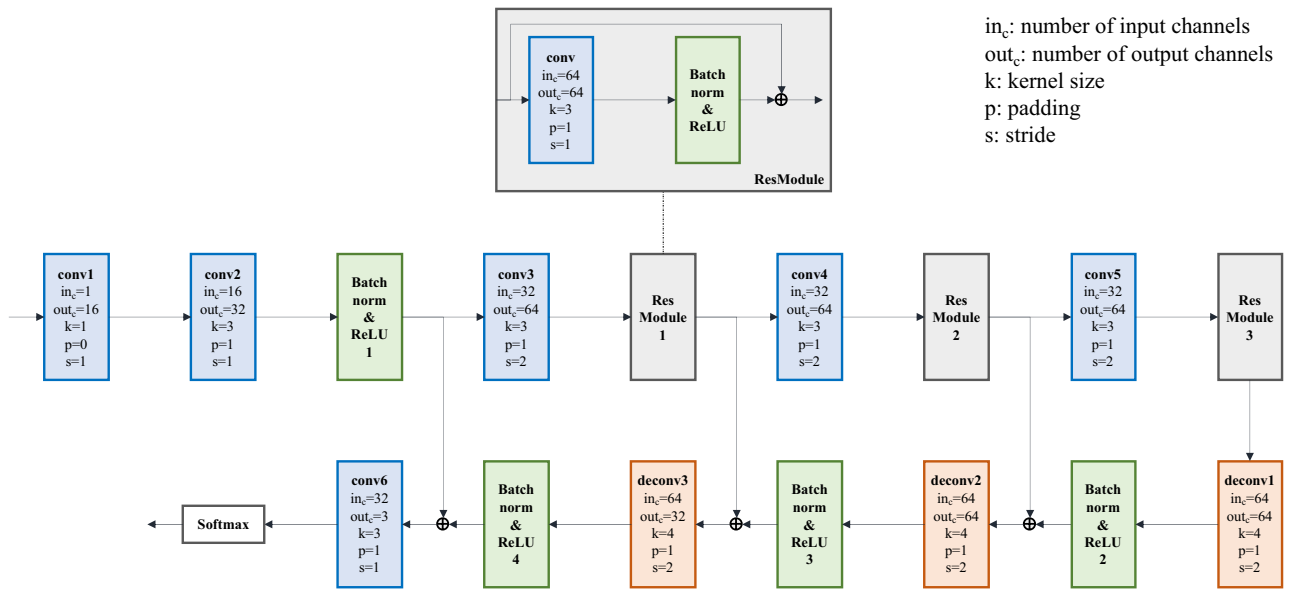 in_c: number of input channels
out_c: number of output channels
k: kernel size
p: padding
s: stride
conv
in_c=64
out_c=64
k=3
p=1
s=1
Batch
norm
&
ReLU
ResModule
conv1
in_c=1
out_c=16
k=1
p=0
s=1
conv2
in_c=16
out_c=32
k=3
p=1
s=1
Batch
norm
&
ReLU
1
conv3
in_c=32
out_c=64
k=3
p=1
s=2
Res
Module
1
conv4
in_c=32
out_c=64
k=3
p=1
s=2
Res
Module
2
conv5
in_c=32
out_c=64
k=3
p=1
s=2
Res
Module
3
Softmax
conv6
in_c=32
out_c=3
k=3
p=1
s=1
Batch
norm
&
ReLU
4
deconv3
in_c=64
out_c=32
k=4
p=1
s=2
Batch
norm
&
ReLU
3
deconv2
in_c=64
out_c=64
k=4
p=1
s=2
Batch
norm
&
ReLU
2
deconv1
in_c=64
out_c=64
k=4
p=1
s=2